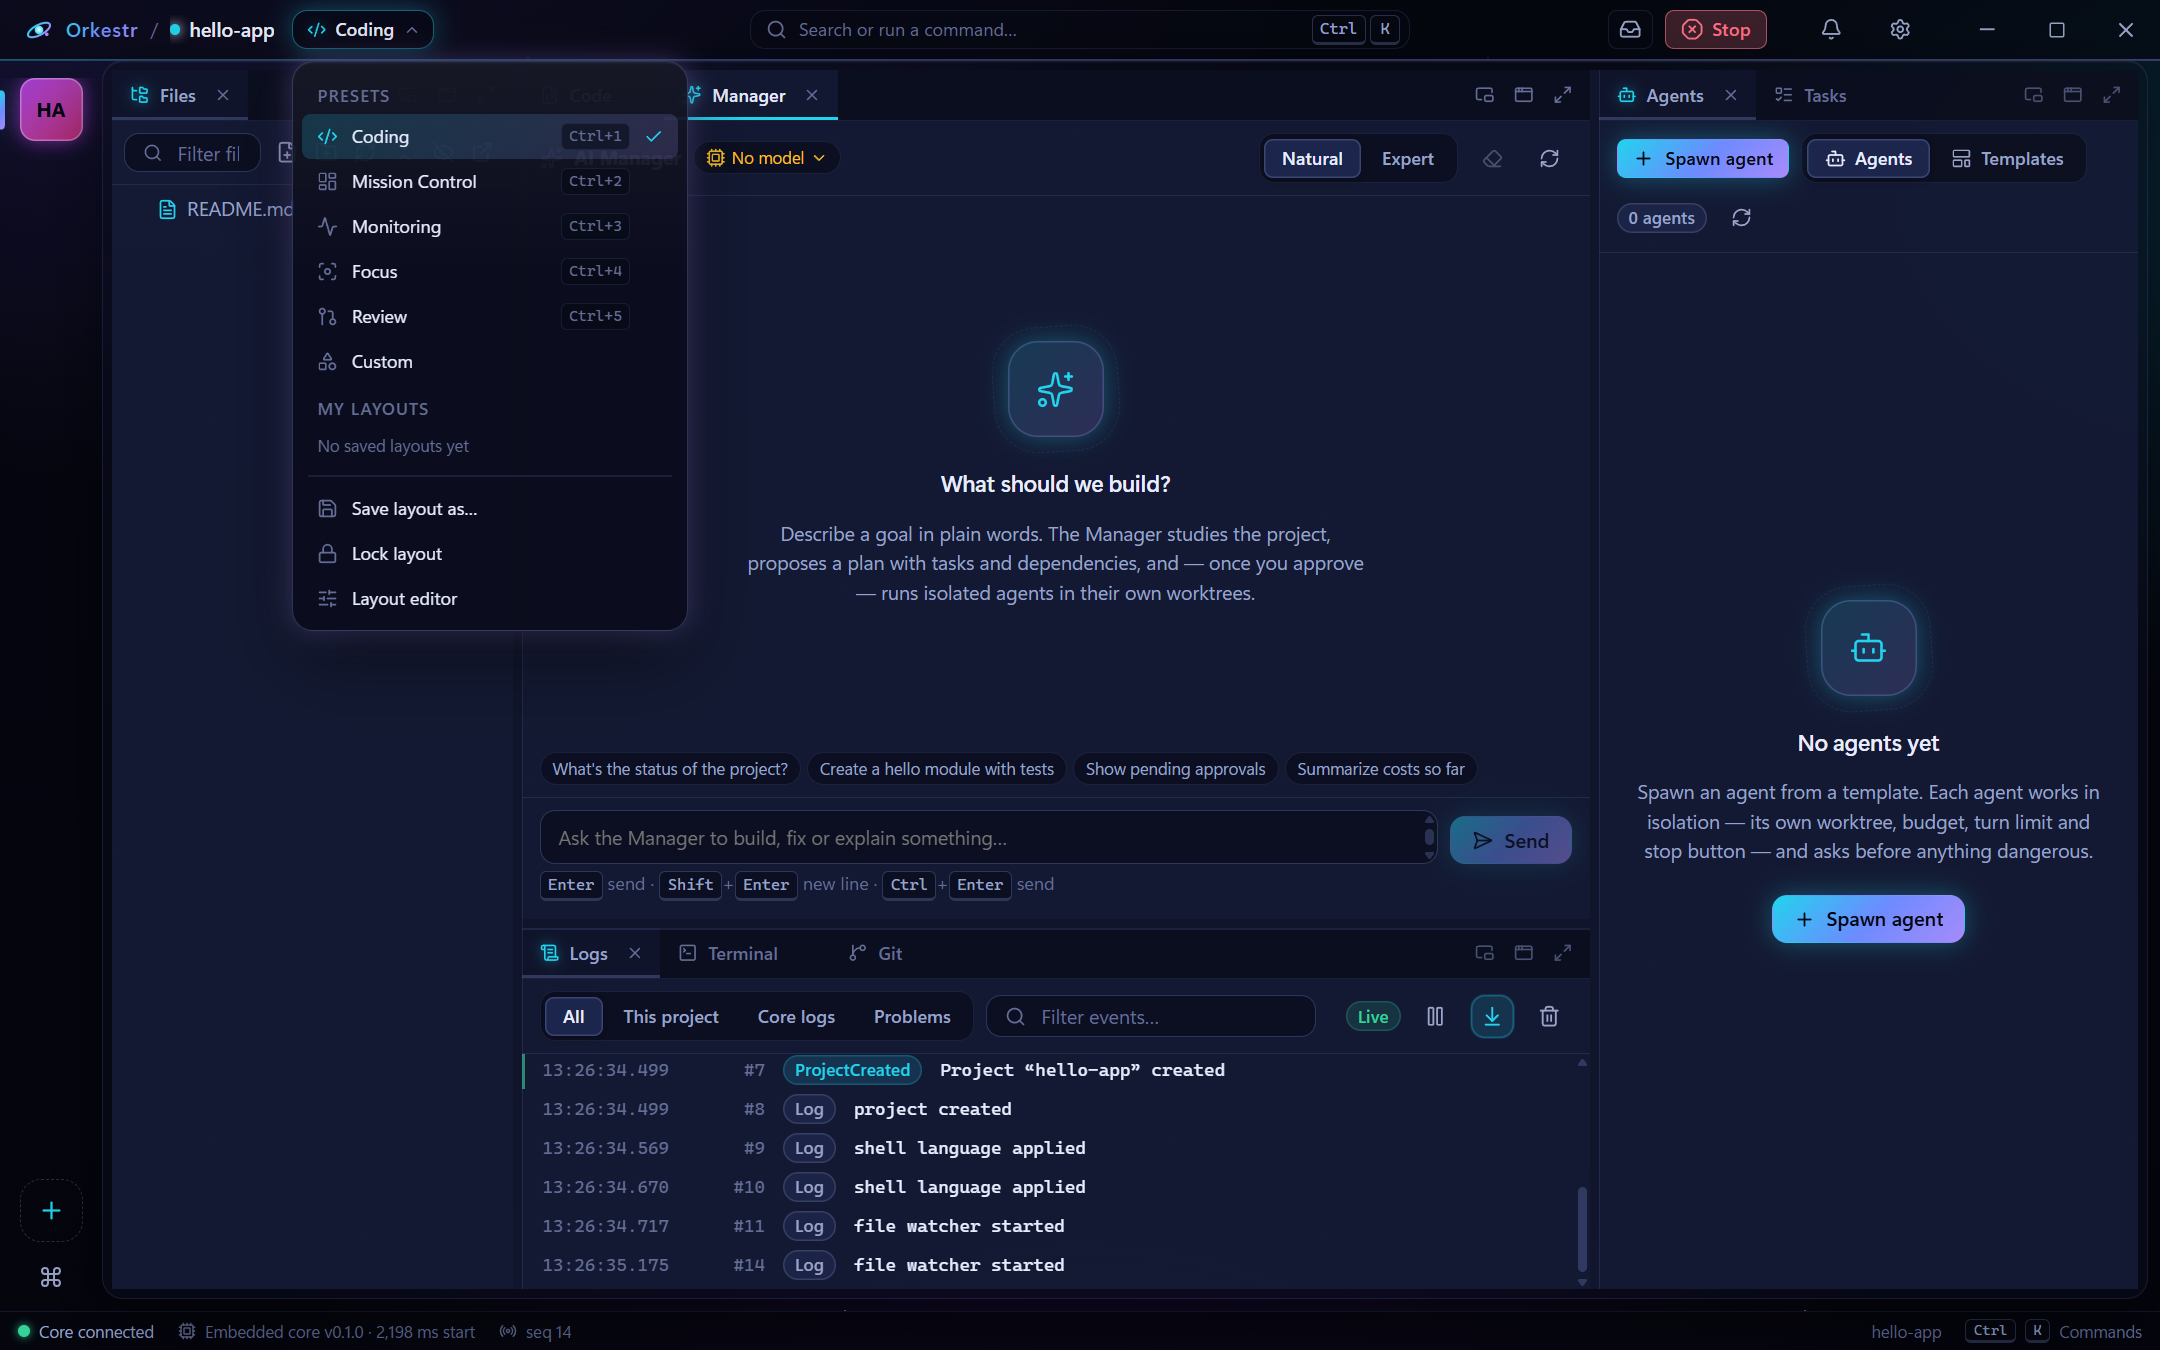 Orkestr / hello-app
Coding
Search or run a command...
Ctrl K
Stop
HA
Files
Filter fil
README.md
PRESETS
Coding Ctrl+1
Mission Control Ctrl+2
Monitoring Ctrl+3
Focus Ctrl+4
Review Ctrl+5
Custom
MY LAYOUTS
No saved layouts yet
Save layout as...
Lock layout
Layout editor
Code
Manager
AI Manager
No model
Natural
Expert
What should we build?
Describe a goal in plain words. The Manager studies the project,
proposes a plan with tasks and dependencies, and — once you approve
— runs isolated agents in their own worktrees.
What's the status of the project?
Create a hello module with tests
Show pending approvals
Summarize costs so far
Ask the Manager to build, fix or explain something...
Send
Enter send · Shift + Enter new line · Ctrl + Enter send
Logs
Terminal
Git
All
This project
Core logs
Problems
Filter events...
Live
13:26:34.499 #7 ProjectCreated Project “hello-app” created
13:26:34.499 #8 Log project created
13:26:34.569 #9 Log shell language applied
13:26:34.670 #10 Log shell language applied
13:26:34.717 #11 Log file watcher started
13:26:35.175 #14 Log file watcher started
Agents
Tasks
Spawn agent
Agents
Templates
0 agents
No agents yet
Spawn an agent from a template. Each agent works in
isolation — its own worktree, budget, turn limit and
stop button — and asks before anything dangerous.
Spawn agent
Core connected
Embedded core v0.1.0 · 2,198 ms start
seq 14
hello-app
Ctrl K Commands